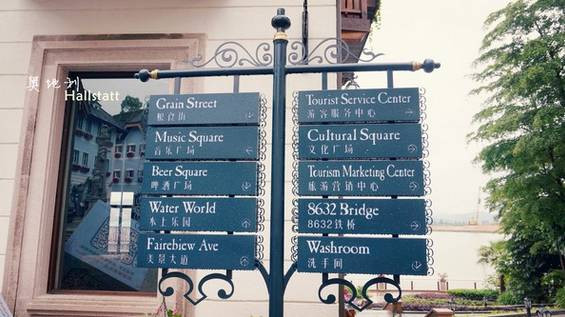 奥地利
Hallstatt
Grain Street
粮食街
Music Square
音乐广场
Beer Square
啤酒广场
Water World
水上乐园
Fairebiew Ave
美景大道
Tourist Service Center
游客服务中心
Cultural Square
文化广场
Tourism Marketing Center
旅游营销中心
8632 Bridge
8632铁桥
Washroom
洗手间